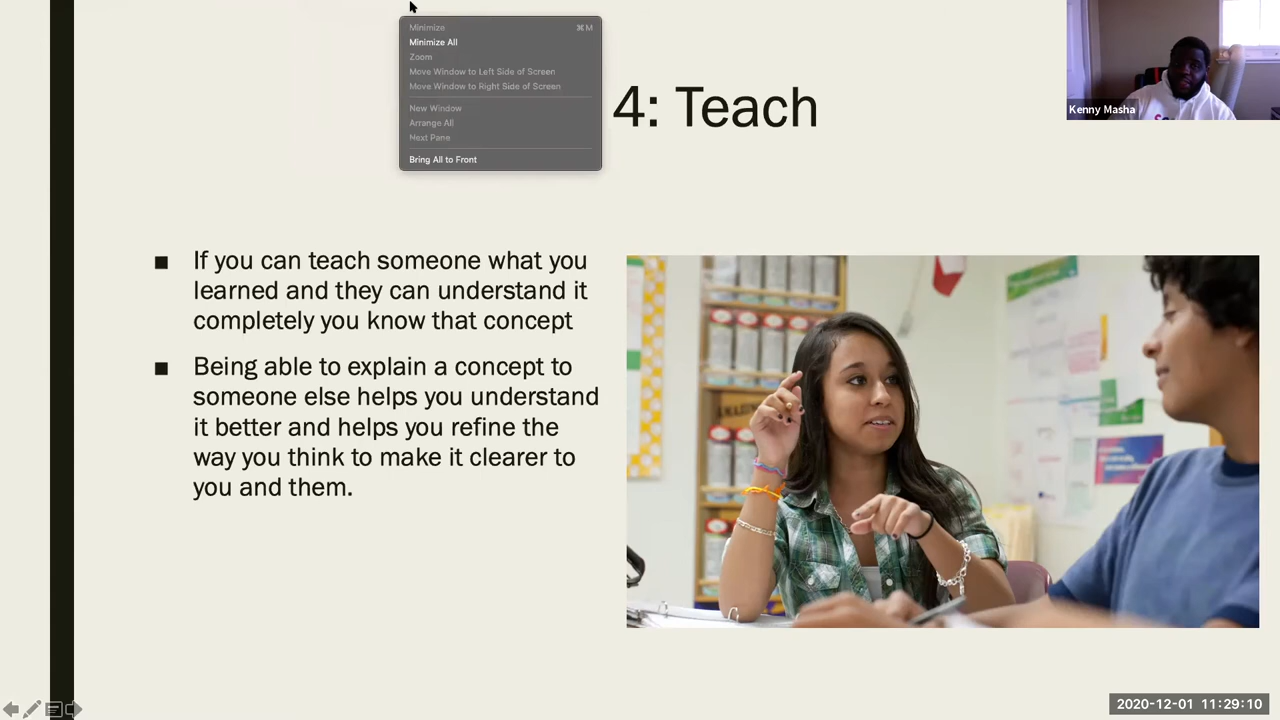 Minimize ⌘M
Minimize All
Zoom
Move Window to Left Side of Screen
Move Window to Right Side of Screen
New Window
Arrange All
Next Pane
Bring All to Front
4: Teach
Kenny Masha
■ If you can teach someone what you
learned and they can understand it
completely you know that concept
■ Being able to explain a concept to
someone else helps you understand
it better and helps you refine the
way you think to make it clearer to
you and them.
2020-12-01 11:29:10